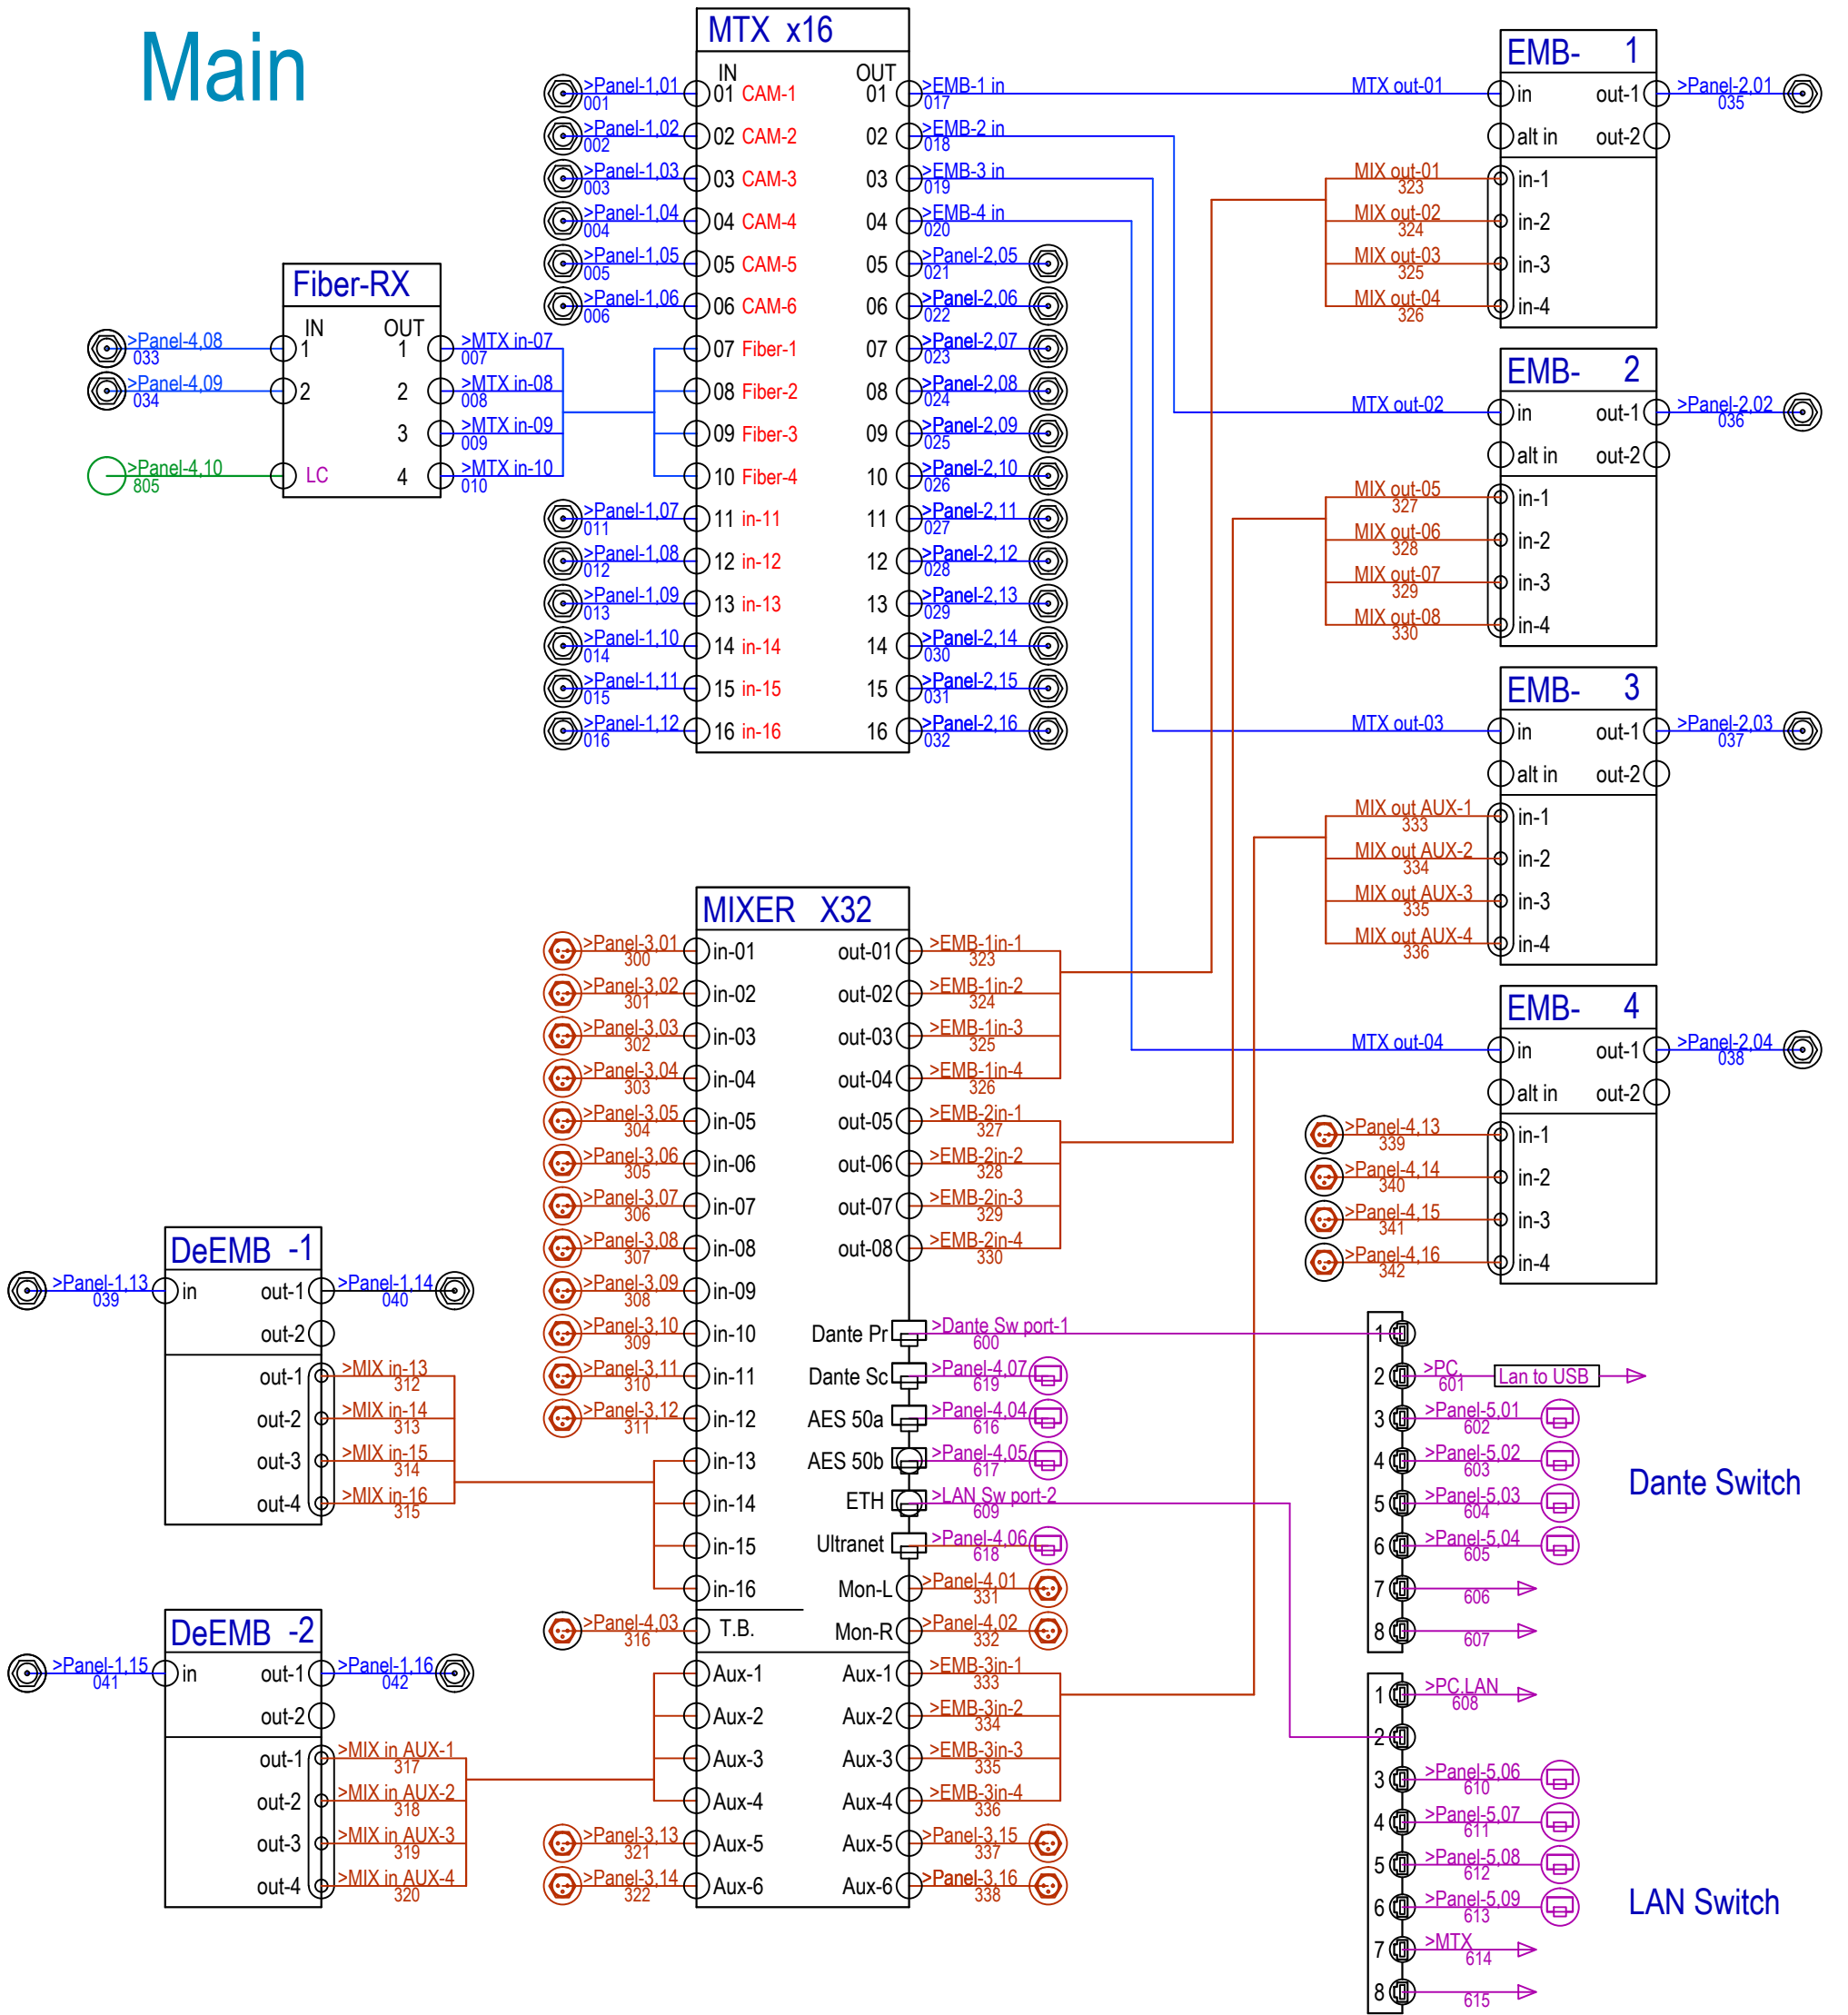 Main
MTX x16
IN OUT
>Panel-1,01 001 01 CAM-1 01 >EMB-1 in 017
>Panel-1,02 002 02 CAM-2 02 >EMB-2 in 018
>Panel-1,03 003 03 CAM-3 03 >EMB-3 in 019
>Panel-1,04 004 04 CAM-4 04 >EMB-4 in 020
>Panel-1,05 005 05 CAM-5 05 >Panel-2,05 021
>Panel-1,06 006 06 CAM-6 06 >Panel-2,06 022
07 Fiber-1 07 >Panel-2,07 023
08 Fiber-2 08 >Panel-2,08 024
09 Fiber-3 09 >Panel-2,09 025
10 Fiber-4 10 >Panel-2,10 026
>Panel-1,07 011 11 in-11 11 >Panel-2,11 027
>Panel-1,08 012 12 in-12 12 >Panel-2,12 028
>Panel-1,09 013 13 in-13 13 >Panel-2,13 029
>Panel-1,10 014 14 in-14 14 >Panel-2,14 030
>Panel-1,11 015 15 in-15 15 >Panel-2,15 031
>Panel-1,12 016 16 in-16 16 >Panel-2,16 032
Fiber-RX
IN OUT
>Panel-4,08 033 1 1 >MTX in-07 007
>Panel-4,09 034 2 2 >MTX in-08 008
3 >MTX in-09 009
>Panel-4,10 805 LC 4 >MTX in-10 010
EMB- 1
MTX out-01 in out-1 >Panel-2,01 035
alt in out-2
MIX out-01 323 in-1
MIX out-02 324 in-2
MIX out-03 325 in-3
MIX out-04 326 in-4
EMB- 2
MTX out-02 in out-1 >Panel-2,02 036
alt in out-2
MIX out-05 327 in-1
MIX out-06 328 in-2
MIX out-07 329 in-3
MIX out-08 330 in-4
EMB- 3
MTX out-03 in out-1 >Panel-2,03 037
alt in out-2
MIX out AUX-1 333 in-1
MIX out AUX-2 334 in-2
MIX out AUX-3 335 in-3
MIX out AUX-4 336 in-4
EMB- 4
MTX out-04 in out-1 >Panel-2,04 038
alt in out-2
>Panel-4,13 339 in-1
>Panel-4,14 340 in-2
>Panel-4,15 341 in-3
>Panel-4,16 342 in-4
MIXER X32
>Panel-3,01 300 in-01 out-01 >EMB-1in-1 323
>Panel-3,02 301 in-02 out-02 >EMB-1in-2 324
>Panel-3,03 302 in-03 out-03 >EMB-1in-3 325
>Panel-3,04 303 in-04 out-04 >EMB-1in-4 326
>Panel-3,05 304 in-05 out-05 >EMB-2in-1 327
>Panel-3,06 305 in-06 out-06 >EMB-2in-2 328
>Panel-3,07 306 in-07 out-07 >EMB-2in-3 329
>Panel-3,08 307 in-08 out-08 >EMB-2in-4 330
>Panel-3,09 308 in-09
>Panel-3,10 309 in-10 Dante Pr >Dante Sw port-1 600
>Panel-3,11 310 in-11 Dante Sc >Panel-4,07 619
>Panel-3,12 311 in-12 AES 50a >Panel-4,04 616
in-13 AES 50b >Panel-4,05 617
in-14 ETH >LAN Sw port-2 609
in-15 Ultranet >Panel-4,06 618
in-16 Mon-L >Panel-4,01 331
>Panel-4,03 316 T.B. Mon-R >Panel-4,02 332
Aux-1 Aux-1 >EMB-3in-1 333
Aux-2 Aux-2 >EMB-3in-2 334
Aux-3 Aux-3 >EMB-3in-3 335
Aux-4 Aux-4 >EMB-3in-4 336
>Panel-3,13 321 Aux-5 Aux-5 >Panel-3,15 337
>Panel-3,14 322 Aux-6 Aux-6 >Panel-3,16 338
DeEMB -1
>Panel-1,13 039 in out-1 >Panel-1,14 040
out-2
out-1 >MIX in-13 312
out-2 >MIX in-14 313
out-3 >MIX in-15 314
out-4 >MIX in-16 315
DeEMB -2
>Panel-1,15 041 in out-1 >Panel-1,16 042
out-2
out-1 >MIX in AUX-1 317
out-2 >MIX in AUX-2 318
out-3 >MIX in AUX-3 319
out-4 >MIX in AUX-4 320
Dante Switch
1
2 >PC, 601 Lan to USB
3 >Panel-5,01 602
4 >Panel-5,02 603
5 >Panel-5,03 604
6 >Panel-5,04 605
7 606
8 607
LAN Switch
1 >PC.LAN 608
2
3 >Panel-5,06 610
4 >Panel-5,07 611
5 >Panel-5,08 612
6 >Panel-5,09 613
7 >MTX 614
8 615